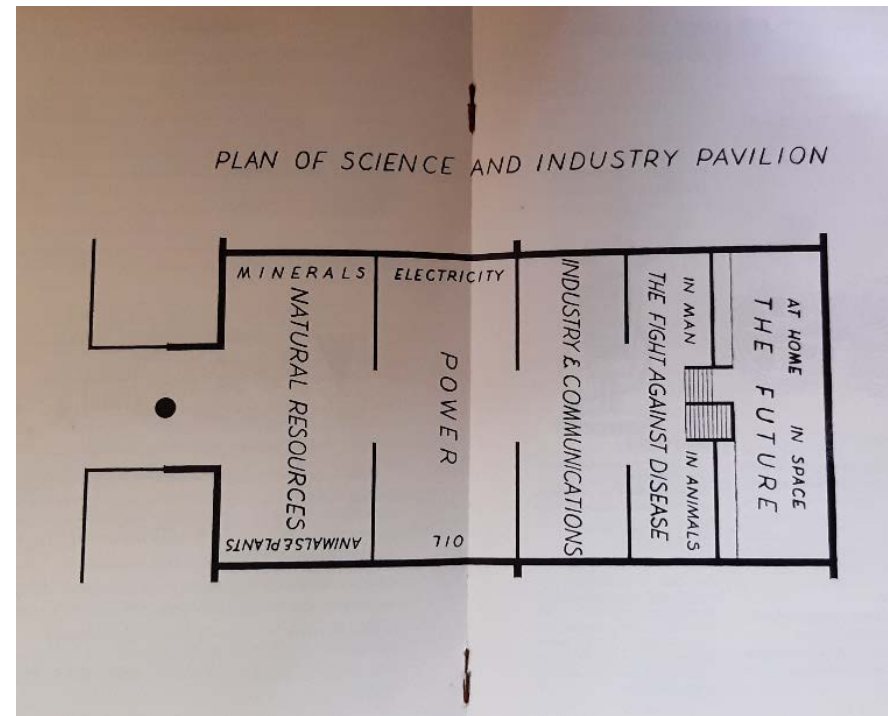 PLAN OF SCIENCE AND INDUSTRY PAVILION
MINERALS
NATURAL RESOURCES
ANIMALS & PLANTS
ELECTRICITY
POWER
OIL
INDUSTRY & COMMUNICATIONS
THE FIGHT AGAINST DISEASE
IN MAN
IN ANIMALS
THE FUTURE
AT HOME
IN SPACE